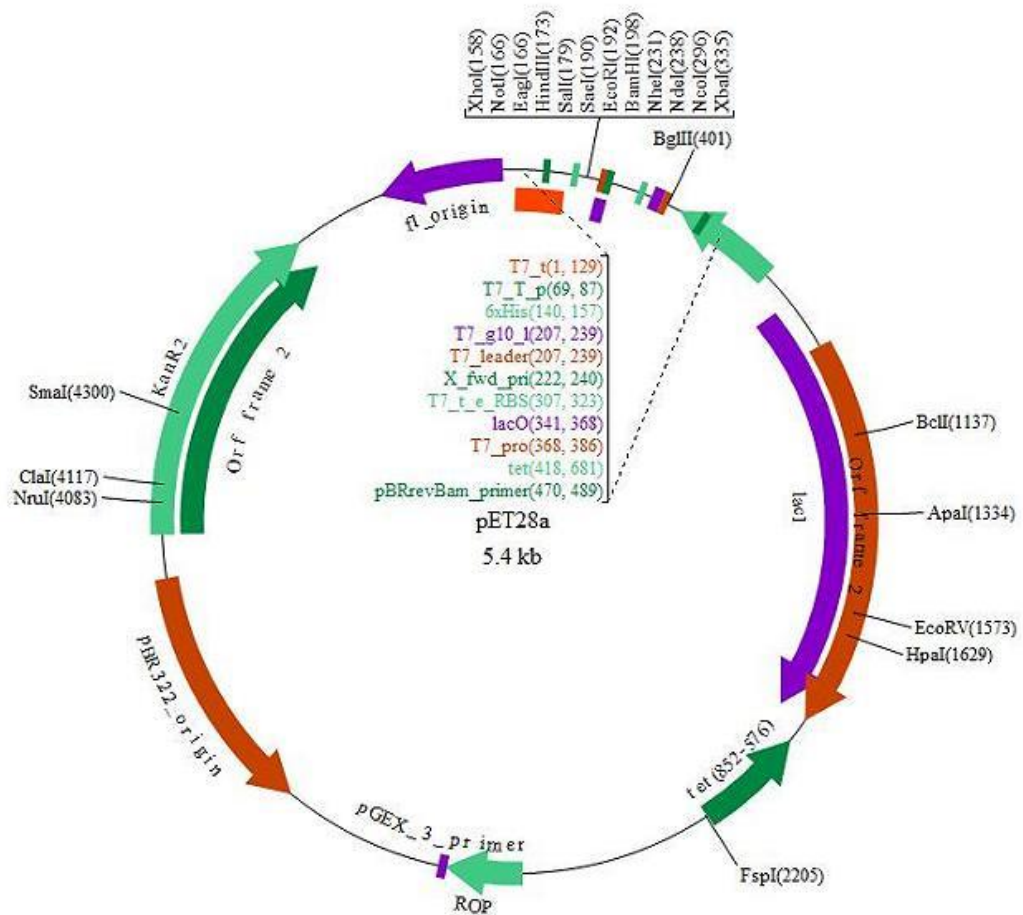 XhoI(158)
NotI(166)
EagI(166)
HindIII(173)
SalI(179)
SacI(190)
EcoRI(192)
BamHI(198)
NheI(231)
NdeI(238)
NcoI(296)
XbaI(335)
BglII(401)
f1_origin
T7_t(1, 129)
T7_T_p(69, 87)
6xHis(140, 157)
T7_g10_l(207, 239)
T7_leader(207, 239)
X_fwd_pri(222, 240)
T7_t_e_RBS(307, 323)
lacO(341, 368)
T7_pro(368, 386)
tet(418, 681)
pBRrevBam_primer(470, 489)
pET28a
5.4 kb
KanR2
Orf frame 2
SmaI(4300)
ClaI(4117)
NruI(4083)
lacI
Orf frame 2
BclI(1137)
ApaI(1334)
EcoRV(1573)
HpaI(1629)
pBR322_origin
tet(852-576)
pGEX_3_primer
FspI(2205)
ROP